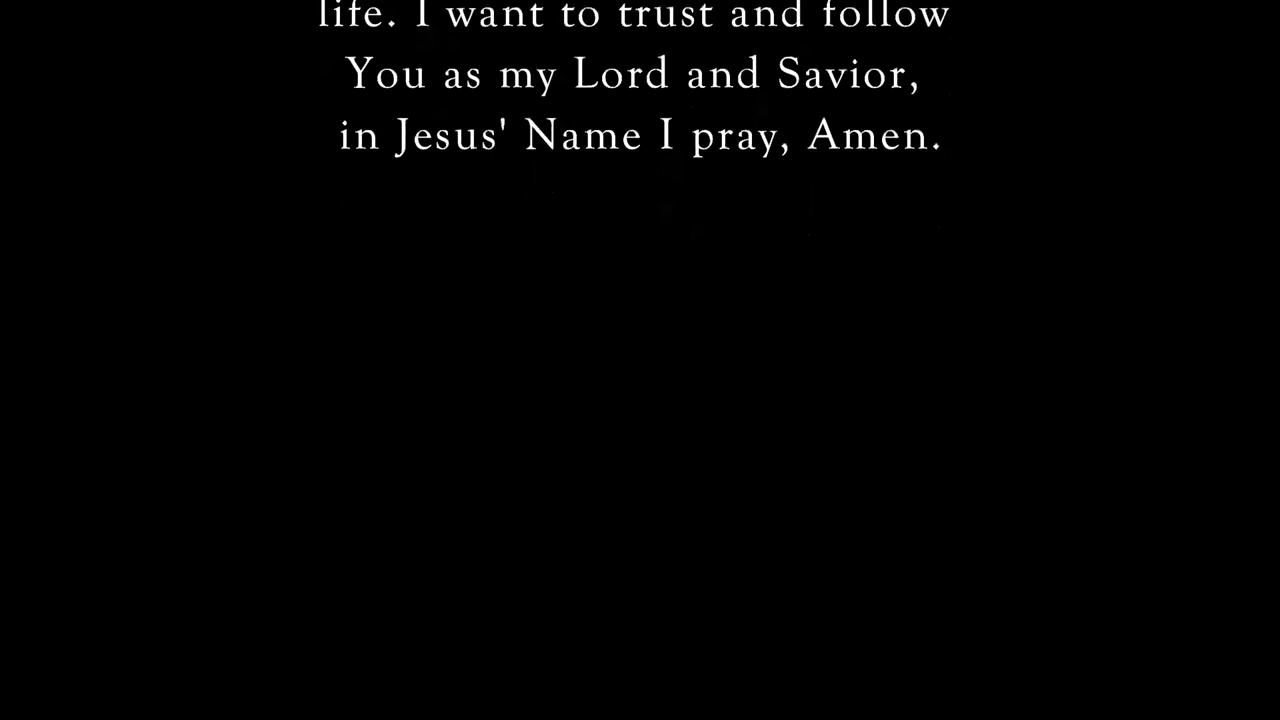 life. I want to trust and follow
You as my Lord and Savior,
in Jesus' Name I pray, Amen.